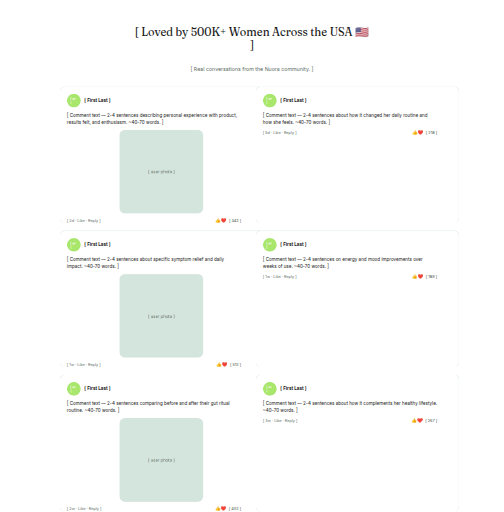 [ Loved by 500K+ Women Across the USA 🇺🇸
]
[ Real conversations from the Nuora community. ]
[ First Last ]
[ Comment text — 2-4 sentences describing personal experience with product,
results felt, and enthusiasm. ~40-70 words. ]
[ user photo ]
[ 2d · Like · Reply ]
👍❤️ [ 542 ]
[ First Last ]
[ Comment text — 2-4 sentences about how it changed her daily routine and
how she feels. ~40-70 words. ]
[ 5d · Like · Reply ]
👍❤️ [ 218 ]
[ First Last ]
[ Comment text — 2-4 sentences about specific symptom relief and daily
impact. ~40-70 words. ]
[ user photo ]
[ 1w · Like · Reply ]
👍❤️
[ First Last ]
[ Comment text — 2-4 sentences on energy and mood improvements over
weeks of use. ~40-70 words. ]
[ 1w · Like · Reply ]
👍❤️
[ First Last ]
[ Comment text — 2-4 sentences comparing before and after their gut ritual
routine. ~40-70 words. ]
[ user photo ]
[ Like · Reply ]
👍❤️
[ First Last ]
[ Comment text — 2-4 sentences about how it complements her healthy lifestyle.
~40-70 words. ]
[ Like · Reply ]
👍❤️ [ 267 ]